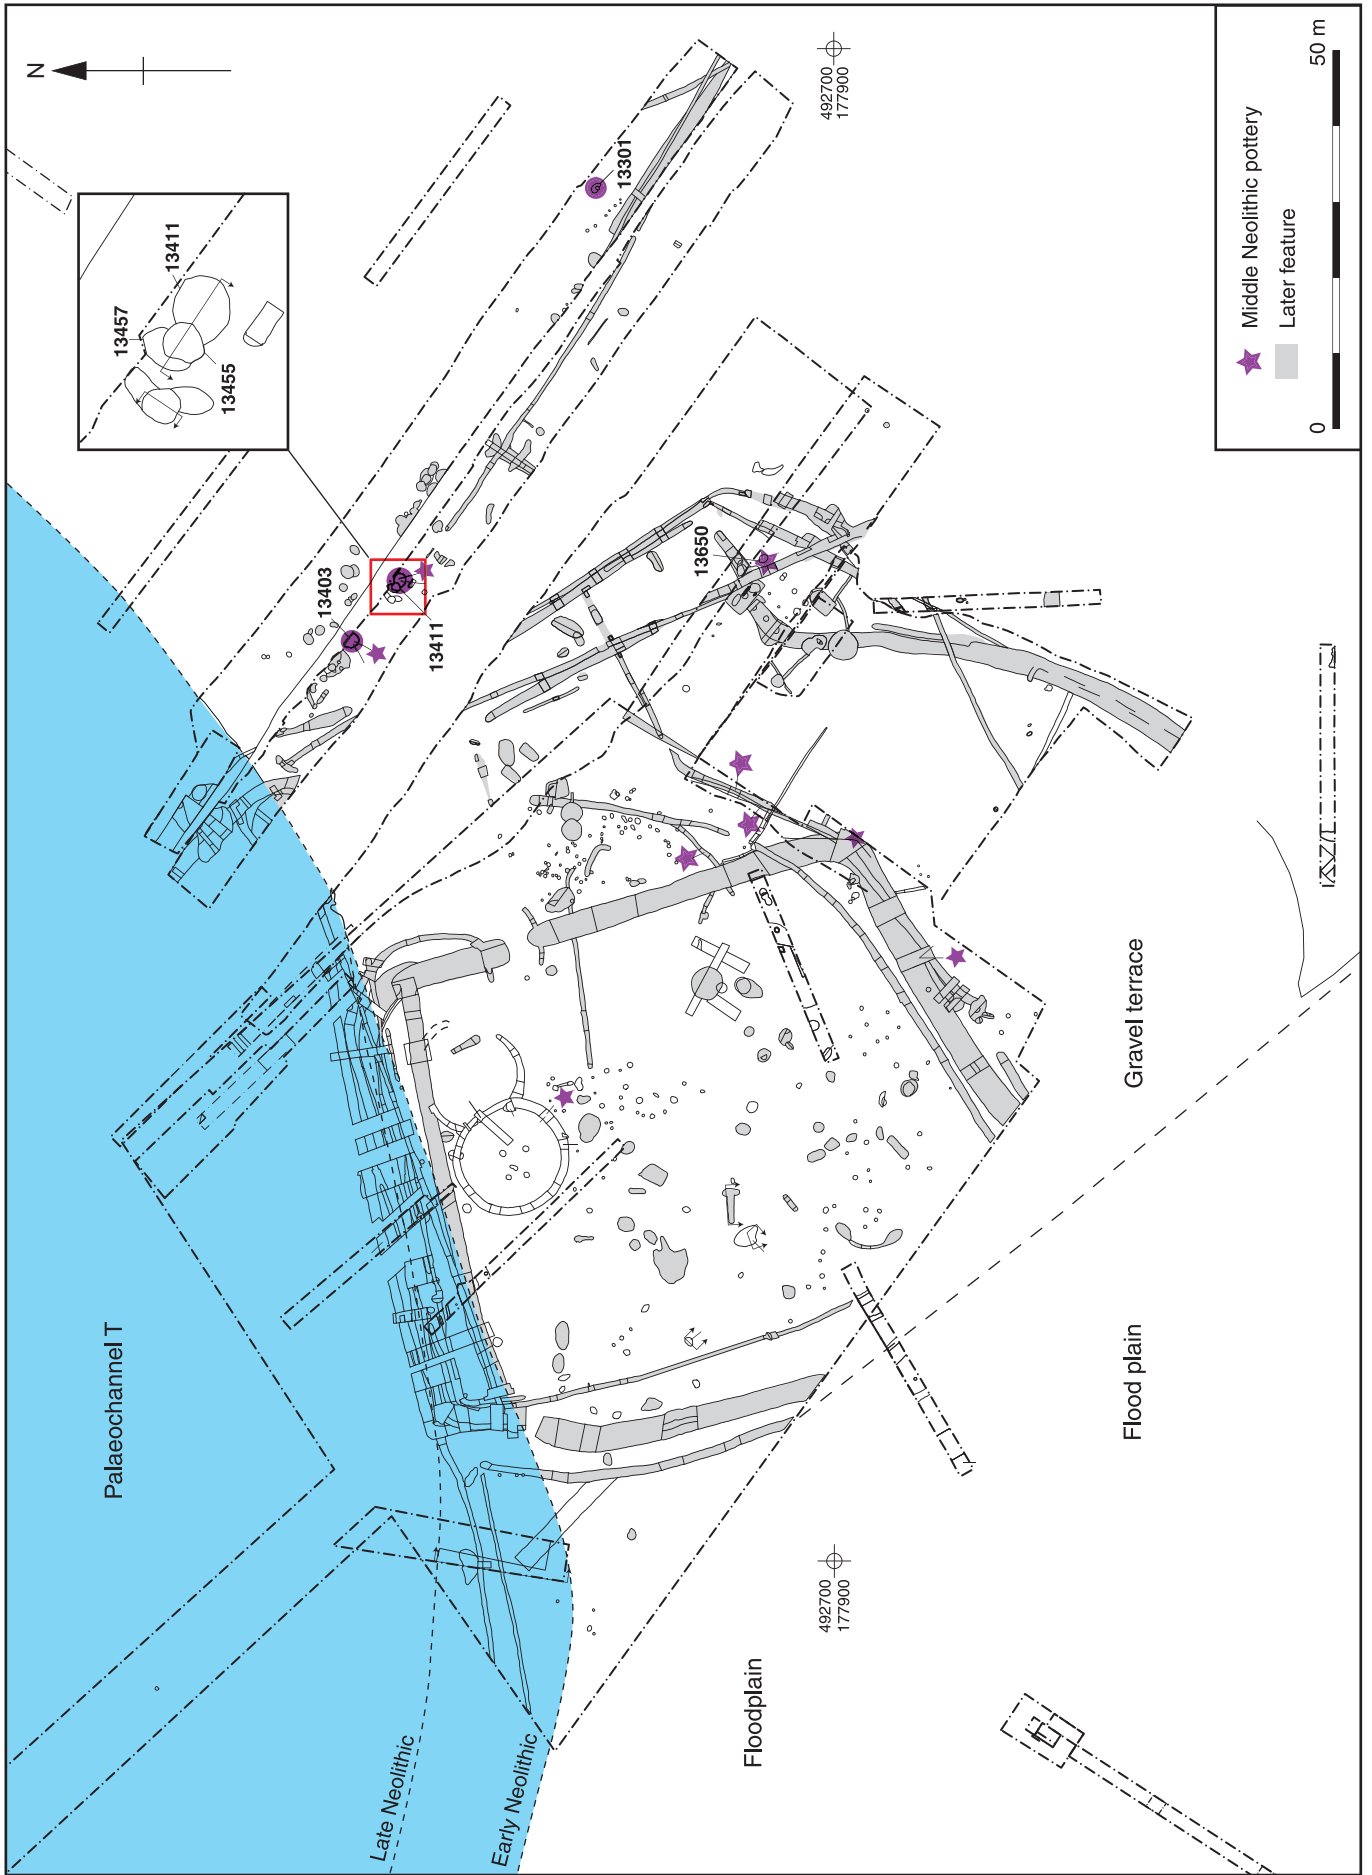 N
492700
177900
13301
13411
13457
13455
13403
13411
13650
Palaeochannel T
Late Neolithic
Early Neolithic
Floodplain
492700
177900
Flood plain
Gravel terrace
Middle Neolithic pottery
Later feature
0
50 m